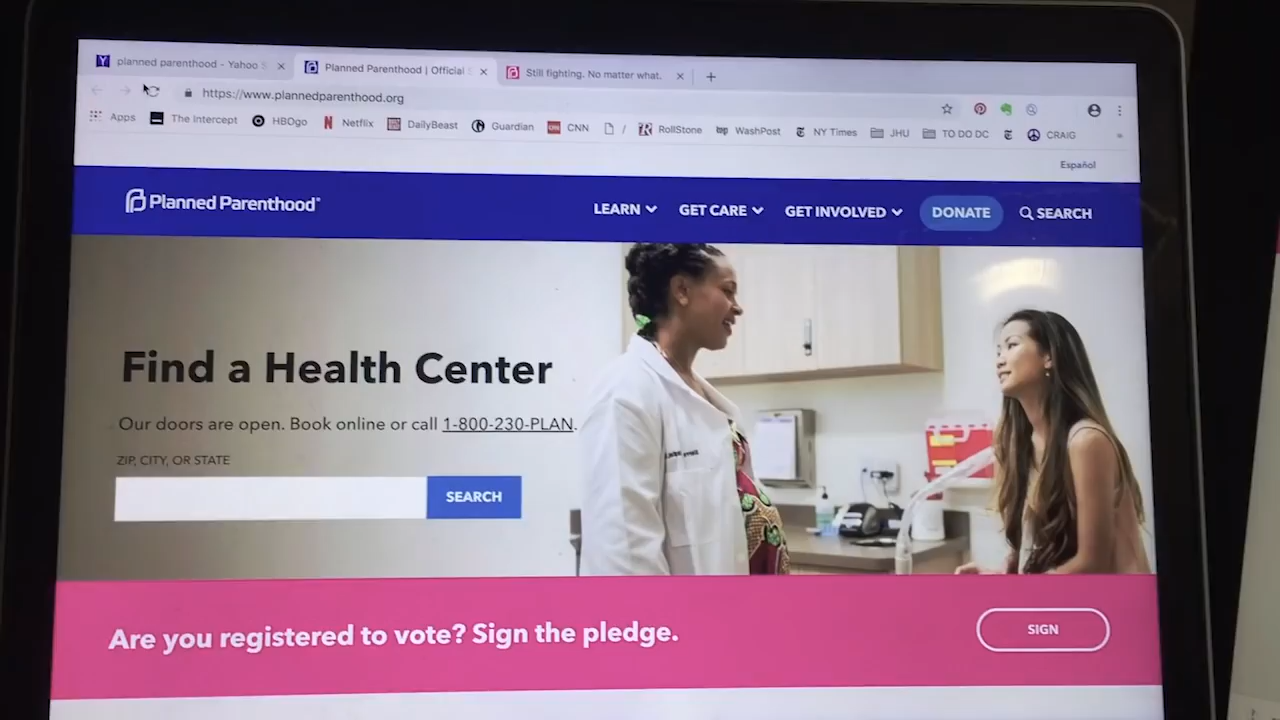 planned parenthood - Yahoo S
Planned Parenthood | Official S
Still fighting. No matter what.
https://www.plannedparenthood.org
Apps
The Intercept
HBOgo
Netflix
DailyBeast
Guardian
CNN
/
RollStone
wp WashPost
NY Times
JHU
TO DO DC
CRAIG
»
Español
Planned Parenthood®
LEARN
GET CARE
GET INVOLVED
DONATE
SEARCH
Find a Health Center
Our doors are open. Book online or call 1-800-230-PLAN.
ZIP, CITY, OR STATE
SEARCH
Are you registered to vote? Sign the pledge.
SIGN